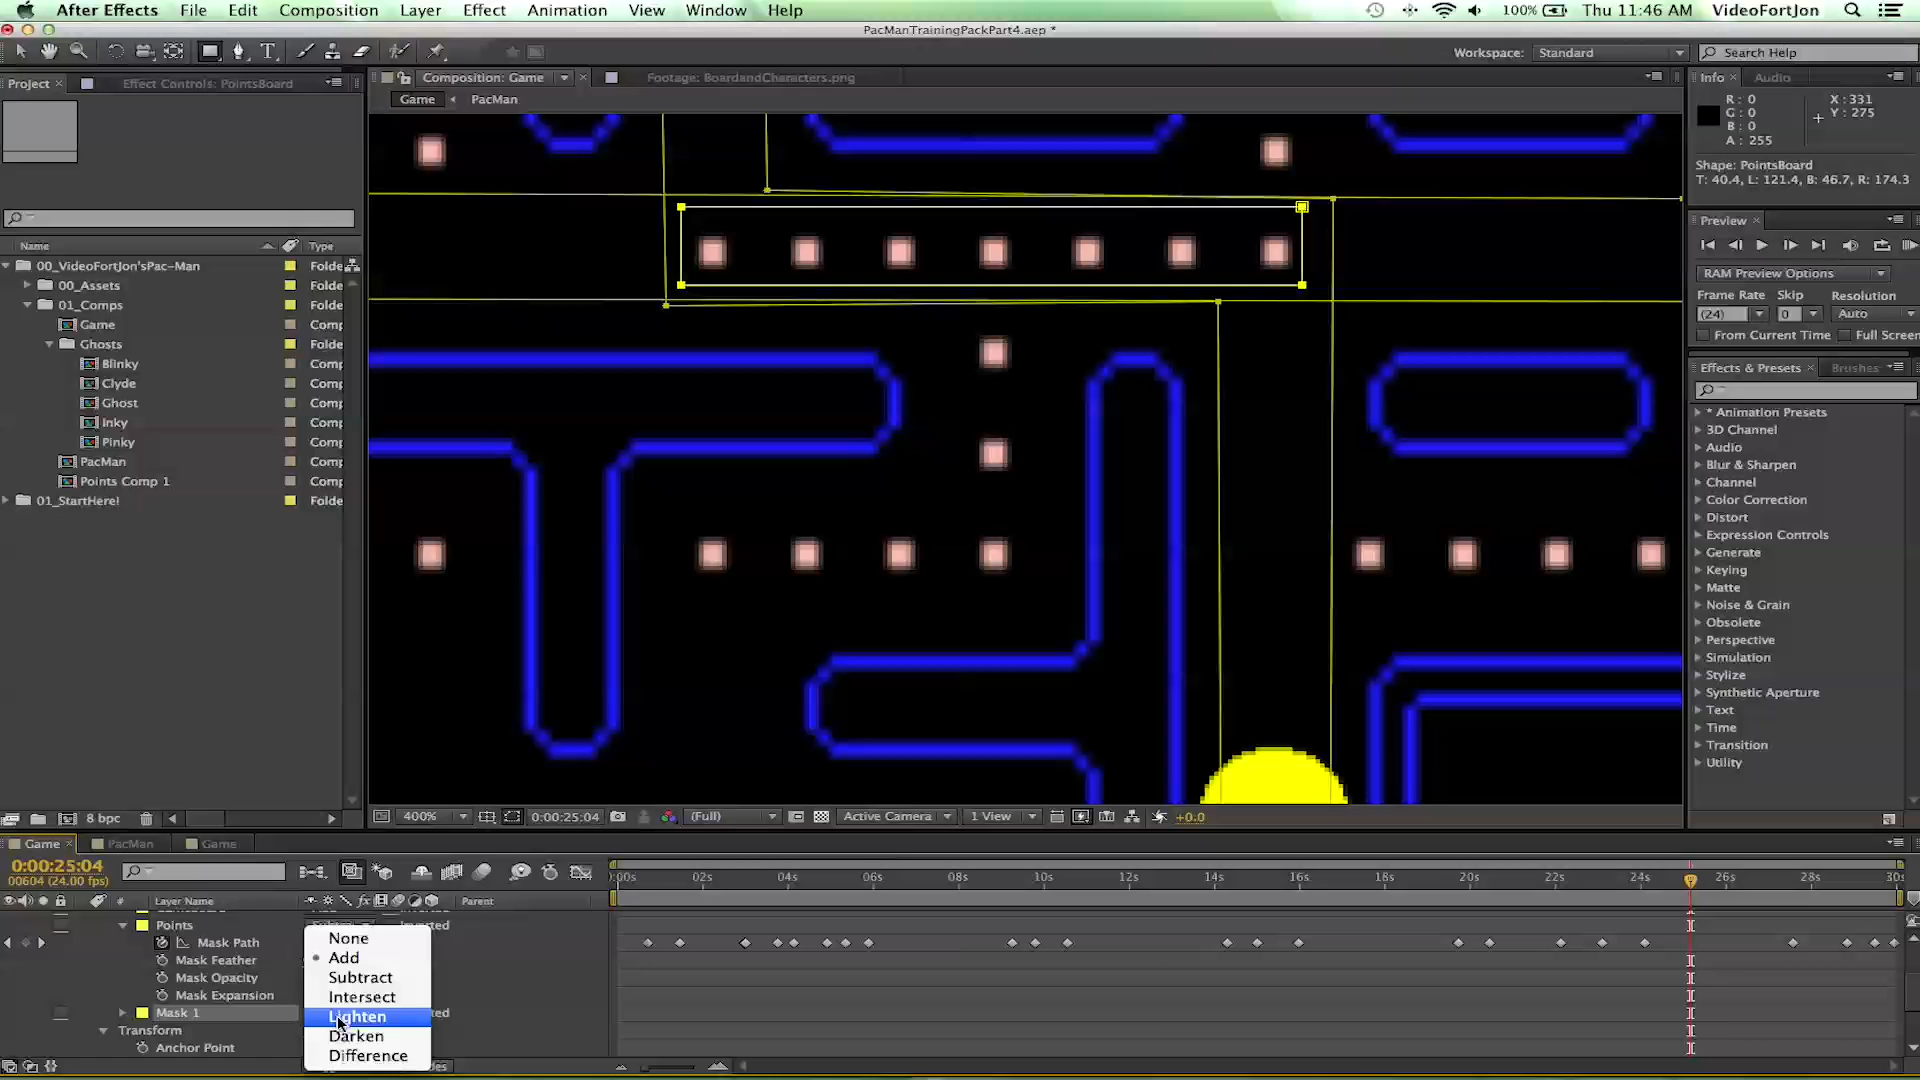 After Effects File Edit Composition Layer Effect Animation View Window Help 100% Thu 11:46 AM VideoFortJon
PacManTrainingPackPart4.aep *
Workspace: Standard Search Help
Project Effect Controls: PointsBoard
Composition: Game Footage: BoardandCharacters.png
Info Audio
Game PacMan
R: 0 X: 331
G: 0 Y: 275
B: 0
A: 255
Shape: PointsBoard
T: 40.4, L: 121.4, B: 46.7, R: 174.3
Preview
RAM Preview Options
Frame Rate Skip Resolution
(24) 0 Auto
From Current Time Full Screen
Effects & Presets Brushes
* Animation Presets
3D Channel
Audio
Blur & Sharpen
Channel
Color Correction
Distort
Expression Controls
Generate
Keying
Matte
Noise & Grain
Obsolete
Perspective
Simulation
Stylize
Synthetic Aperture
Text
Time
Transition
Utility
Name Type
00_VideoFortJon'sPac-Man Folde
00_Assets Folde
01_Comps Folde
Game Comp
Ghosts Folde
Blinky Comp
Clyde Comp
Ghost Comp
Inky Comp
Pinky Comp
PacMan Comp
Points Comp 1 Comp
01_StartHere! Folde
8 bpc
400% 0:00:25:04 (Full) Active Camera 1 View +0.0
Game PacMan Game
0:00:25:04
00604 (24.00 fps)
:00s 02s 04s 06s 08s 10s 12s 14s 16s 18s 20s 22s 24s 26s 28s 30s
# Layer Name Parent
Points
Mask Path
Mask Feather
Mask Opacity
Mask Expansion
Mask 1
Transform
Anchor Point
None
Add
Subtract
Intersect
Lighten
Darken
Difference